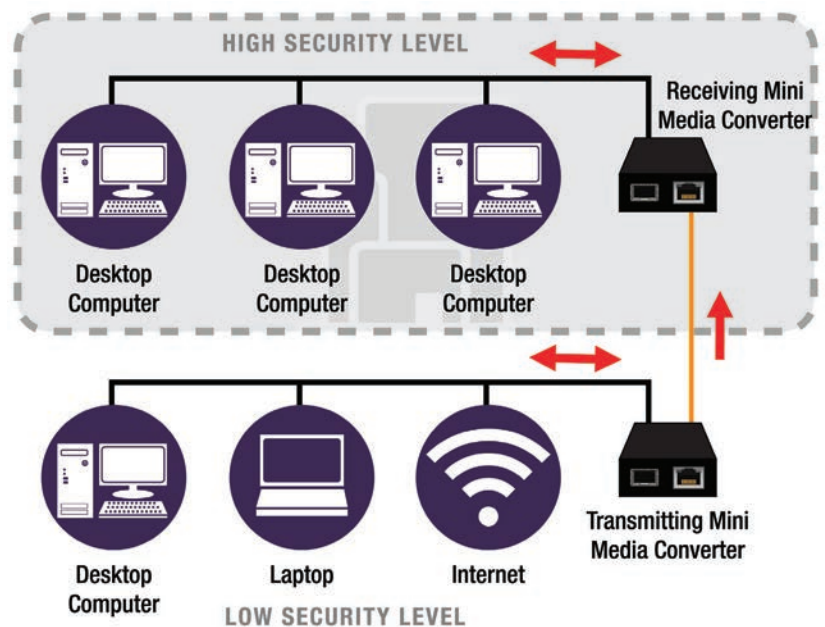 HIGH SECURITY LEVEL
Receiving Mini
Media Converter
Desktop
Computer
Desktop
Computer
Desktop
Computer
Transmitting Mini
Media Converter
Desktop
Computer
Laptop
Internet
LOW SECURITY LEVEL